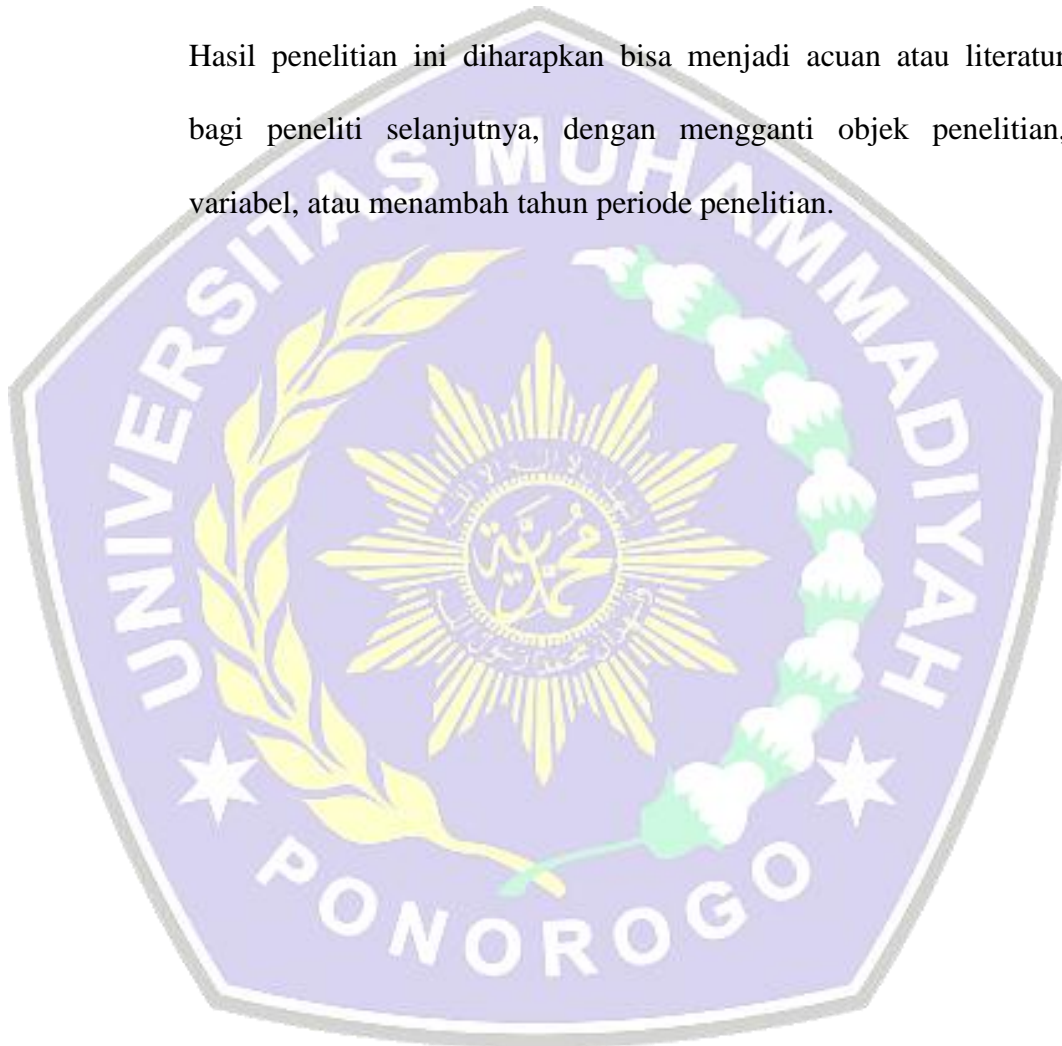 Hasil penelitian ini diharapkan bisa menjadi acuan atau literatur
bagi peneliti selanjutnya, dengan mengganti objek penelitian,
variabel, atau menambah tahun periode penelitian.
UNIVERSITAS MUHAMMADIYAH
PONOROGO
محمدية